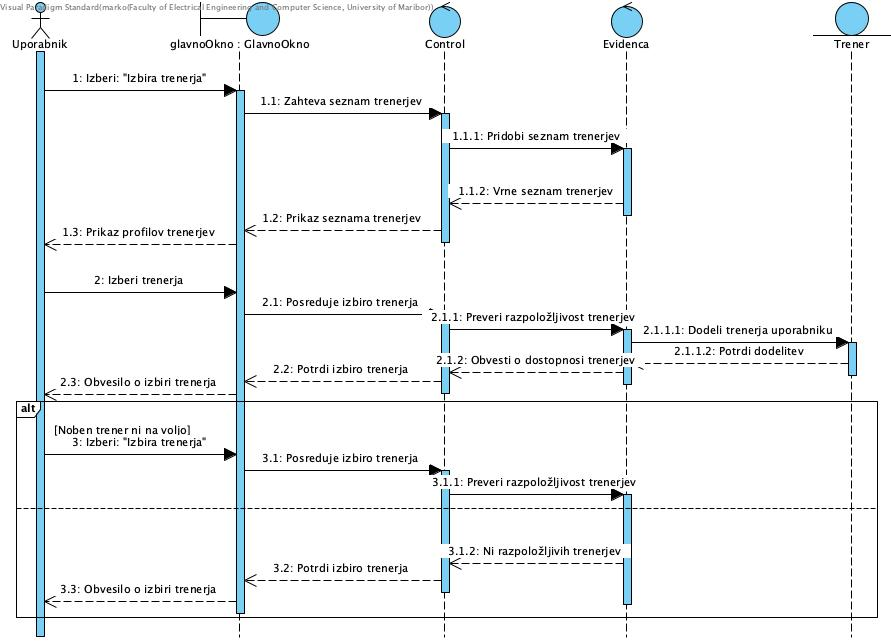 Visual Paradigm Standard(marko(Faculty of Electrical Engineering and Computer Science, University of Maribor))
Uporabnik
glavnoOkno : GlavnoOkno
Control
Evidenca
Trener
1: Izberi: "Izbira trenerja"
1.1: Zahteva seznam trenerjev
1.1.1: Pridobi seznam trenerjev
1.1.2: Vrne seznam trenerjev
1.2: Prikaz seznama trenerjev
1.3: Prikaz profilov trenerjev
2: Izberi trenerja
2.1: Posreduje izbiro trenerja
2.1.1: Preveri razpoložljivost trenerjev
2.1.1.1: Dodeli trenerja uporabniku
2.1.1.2: Potrdi dodelitev
2.1.2: Obvesti o dostopnosi trenerjev
2.2: Potrdi izbiro trenerja
2.3: Obvesilo o izbiri trenerja
alt
[Noben trener ni na voljo]
3: Izberi: "Izbira trenerja"
3.1: Posreduje izbiro trenerja
3.1.1: Preveri razpoložljivost trenerjev
3.1.2: Ni razpoložljivih trenerjev
3.2: Potrdi izbiro trenerja
3.3: Obvesilo o izbiri trenerja